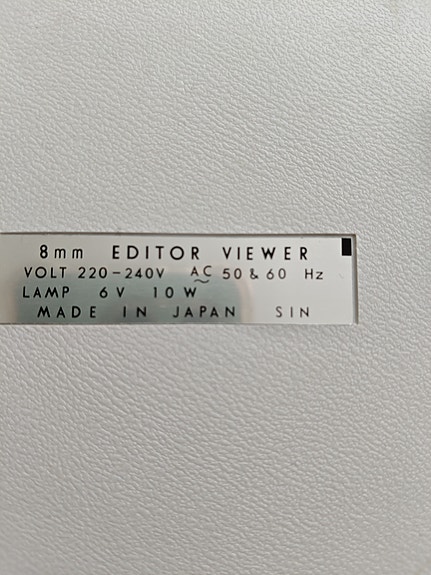 8mm EDITOR VIEWER
VOLT 220-240V AC 50 & 60 Hz
LAMP 6V 10W
MADE IN JAPAN SIN